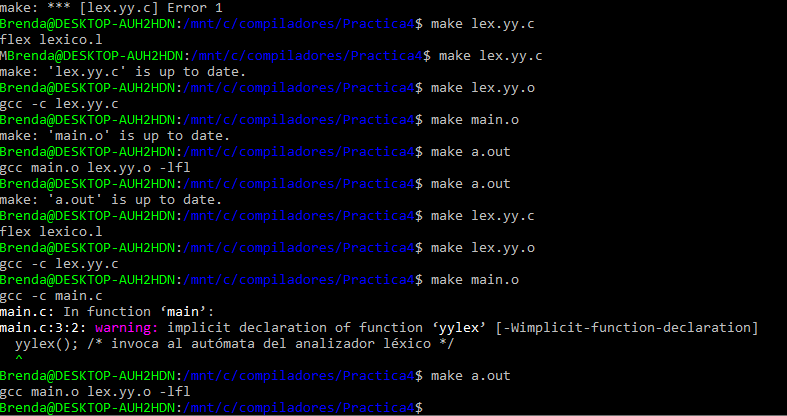 make: *** [lex.yy.c] Error 1
Brenda@DESKTOP-AUH2HDN:/mnt/c/compiladores/Practica4$ make lex.yy.c
flex lexico.l
MBrenda@DESKTOP-AUH2HDN:/mnt/c/compiladores/Practica4$ make lex.yy.c
make: 'lex.yy.c' is up to date.
Brenda@DESKTOP-AUH2HDN:/mnt/c/compiladores/Practica4$ make lex.yy.o
gcc -c lex.yy.c
Brenda@DESKTOP-AUH2HDN:/mnt/c/compiladores/Practica4$ make main.o
make: 'main.o' is up to date.
Brenda@DESKTOP-AUH2HDN:/mnt/c/compiladores/Practica4$ make a.out
gcc main.o lex.yy.o -lfl
Brenda@DESKTOP-AUH2HDN:/mnt/c/compiladores/Practica4$ make a.out
make: 'a.out' is up to date.
Brenda@DESKTOP-AUH2HDN:/mnt/c/compiladores/Practica4$ make lex.yy.c
flex lexico.l
Brenda@DESKTOP-AUH2HDN:/mnt/c/compiladores/Practica4$ make lex.yy.o
gcc -c lex.yy.c
Brenda@DESKTOP-AUH2HDN:/mnt/c/compiladores/Practica4$ make main.o
gcc -c main.c
main.c: In function ‘main’:
main.c:3:2: warning: implicit declaration of function ‘yylex’ [-Wimplicit-function-declaration]
  yylex(); /* invoca al autómata del analizador léxico */
  ^
Brenda@DESKTOP-AUH2HDN:/mnt/c/compiladores/Practica4$ make a.out
gcc main.o lex.yy.o -lfl
Brenda@DESKTOP-AUH2HDN:/mnt/c/compiladores/Practica4$